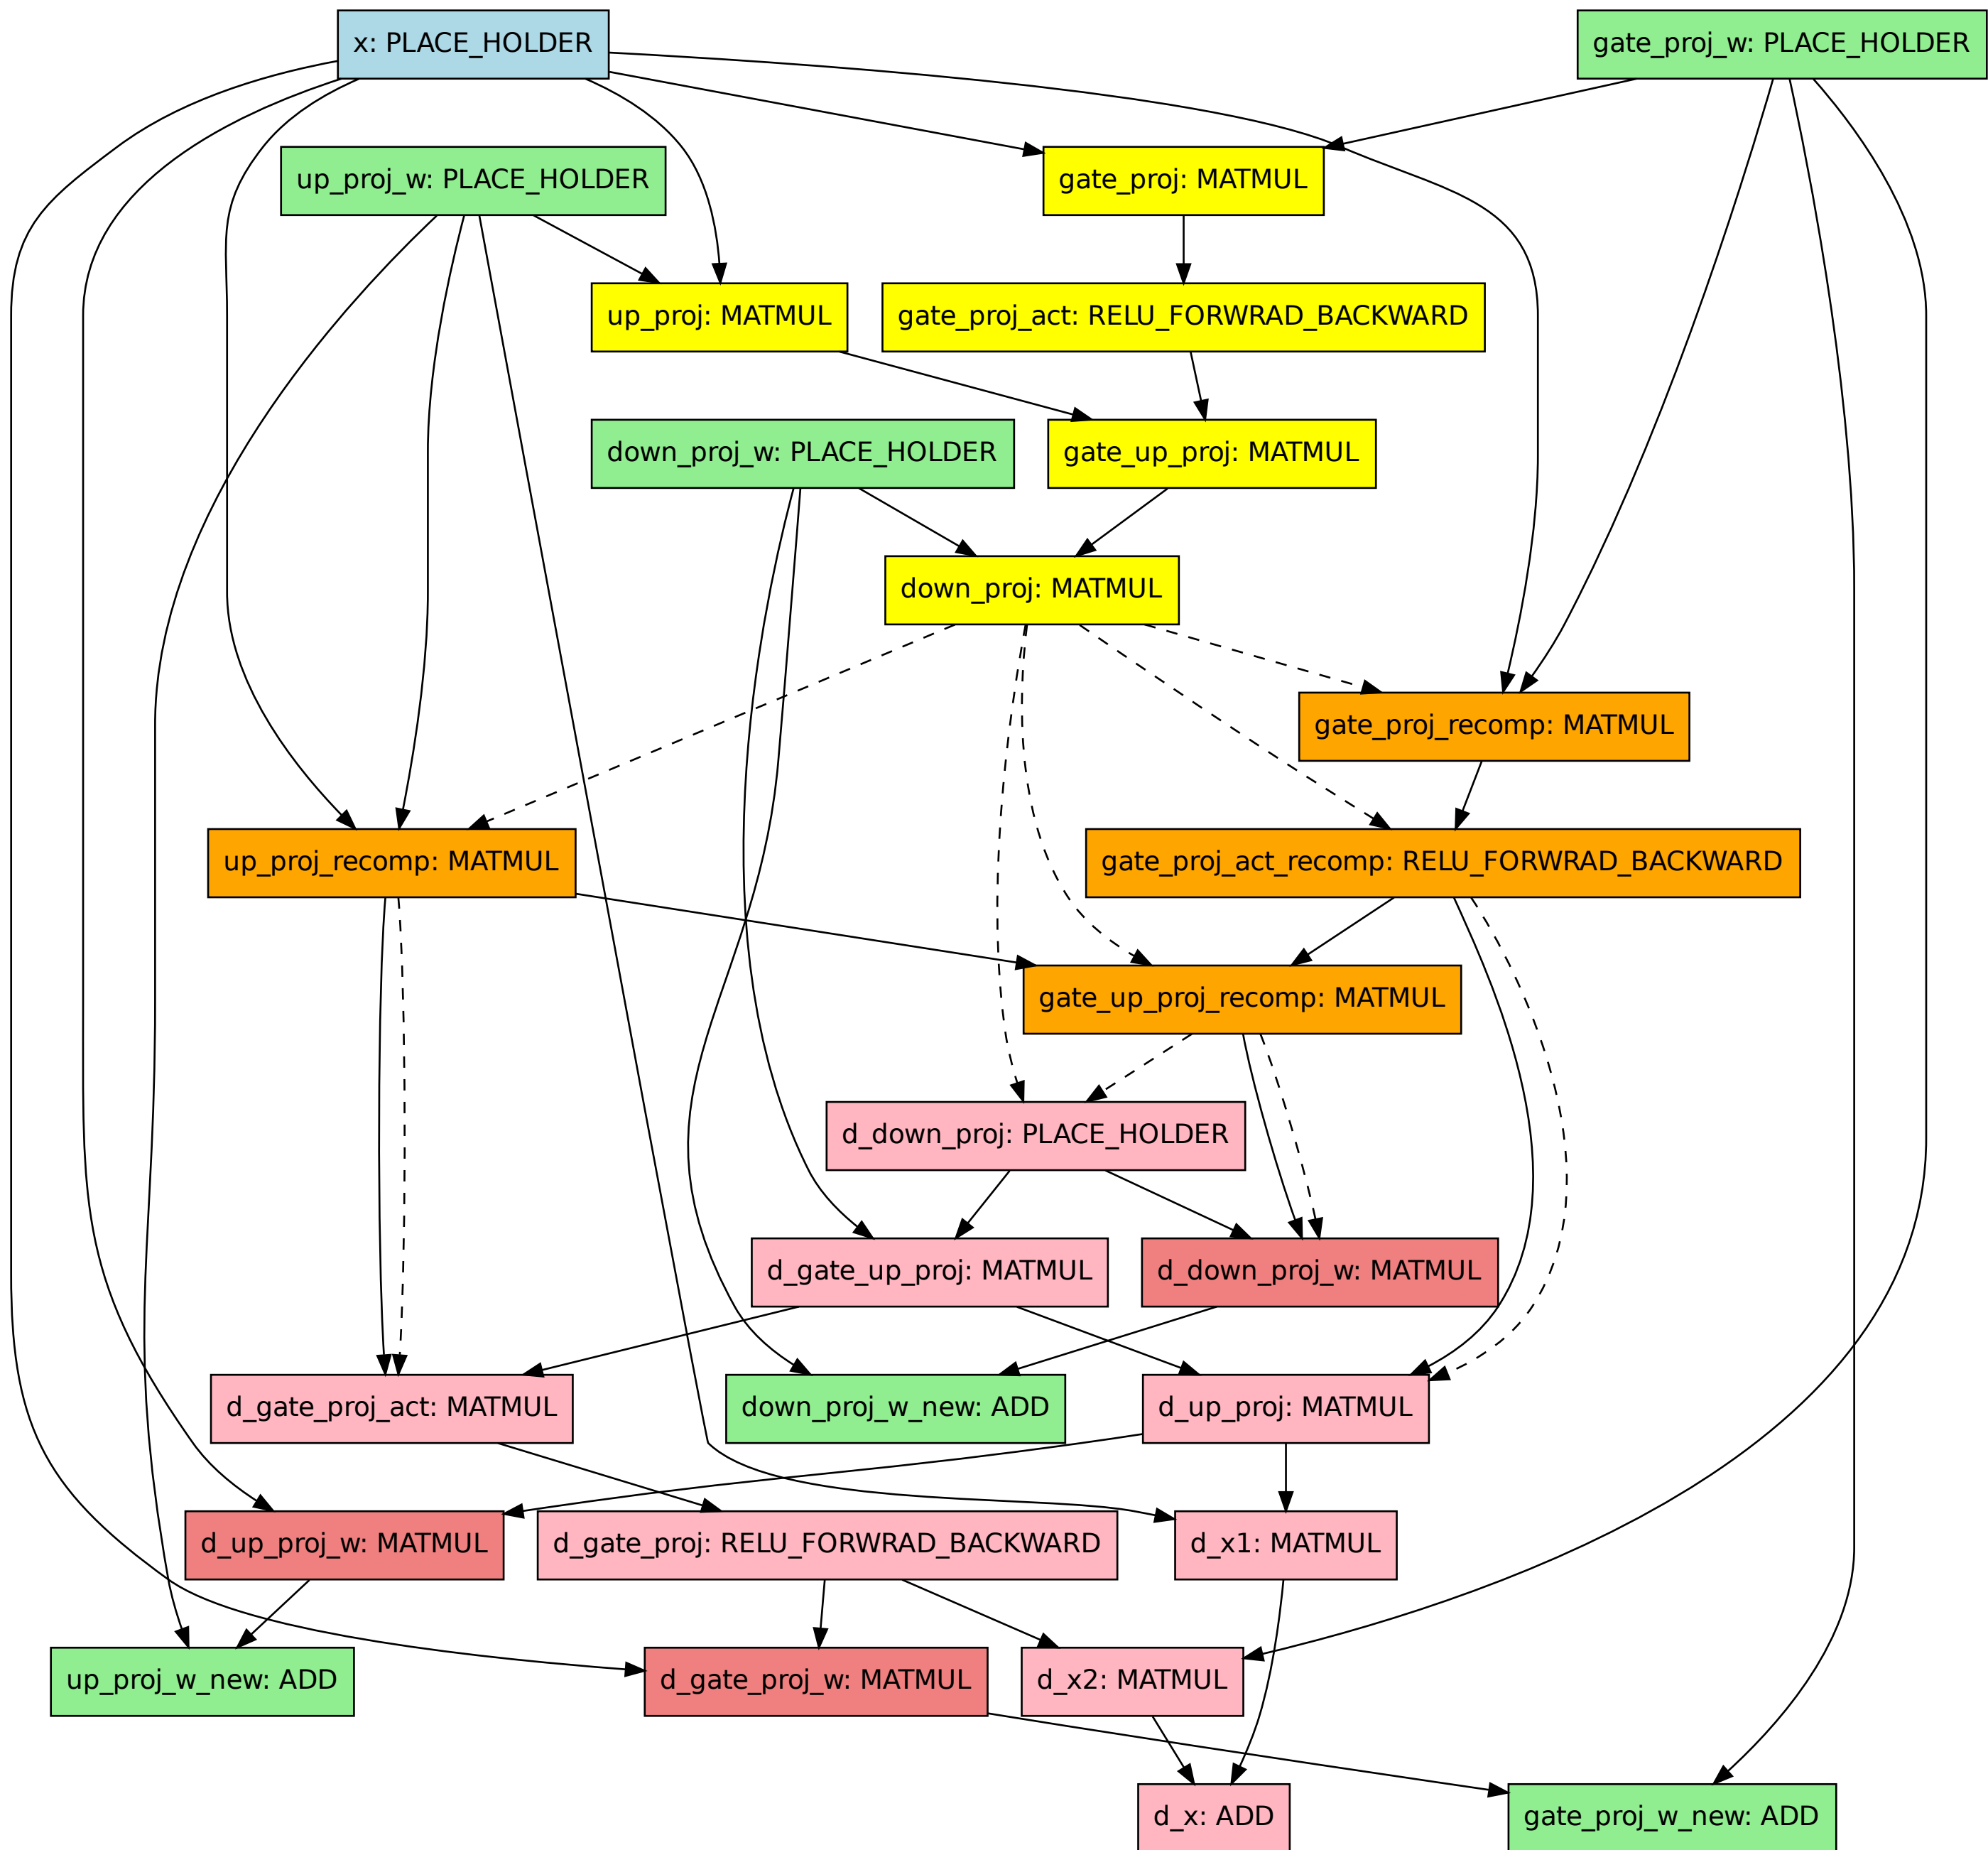 x: PLACE_HOLDER
gate_proj_w: PLACE_HOLDER
up_proj_w: PLACE_HOLDER
gate_proj: MATMUL
up_proj: MATMUL
gate_proj_act: RELU_FORWRAD_BACKWARD
down_proj_w: PLACE_HOLDER
gate_up_proj: MATMUL
down_proj: MATMUL
gate_proj_recomp: MATMUL
up_proj_recomp: MATMUL
gate_proj_act_recomp: RELU_FORWRAD_BACKWARD
gate_up_proj_recomp: MATMUL
d_down_proj: PLACE_HOLDER
d_gate_up_proj: MATMUL
d_down_proj_w: MATMUL
d_gate_proj_act: MATMUL
down_proj_w_new: ADD
d_up_proj: MATMUL
d_up_proj_w: MATMUL
d_gate_proj: RELU_FORWRAD_BACKWARD
d_x1: MATMUL
up_proj_w_new: ADD
d_gate_proj_w: MATMUL
d_x2: MATMUL
d_x: ADD
gate_proj_w_new: ADD